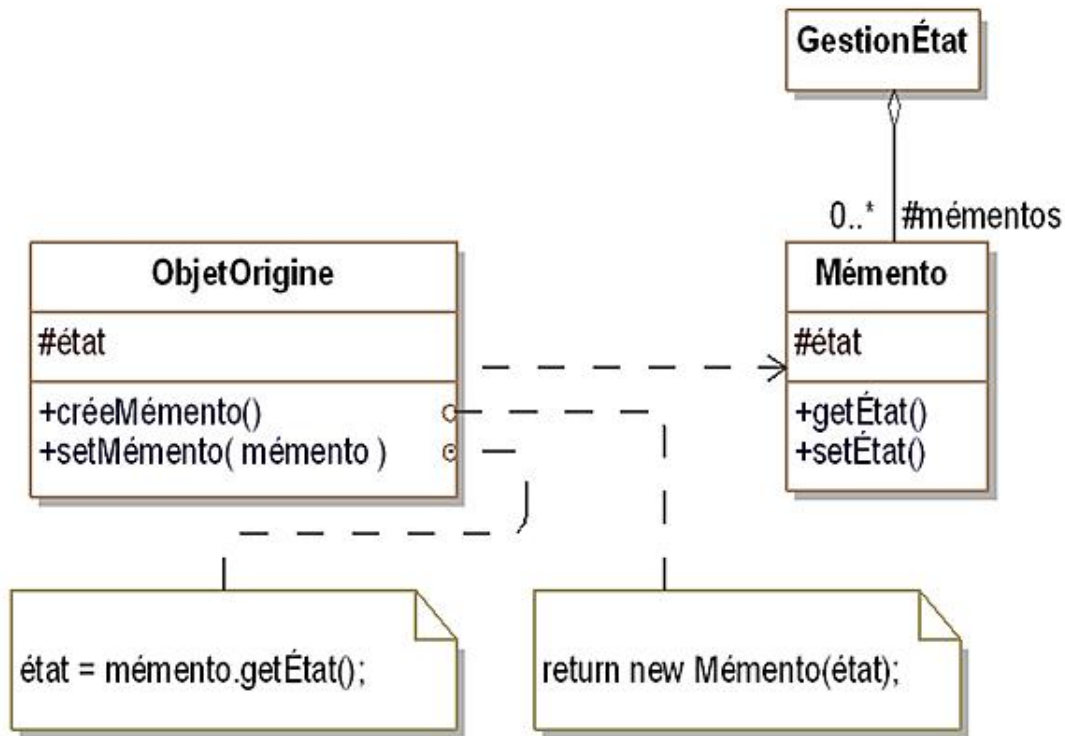 GestionÉtat
0..* #mémentos
ObjetOrigine
#état
+créeMémento()
+setMémento( mémento )
Mémento
#état
+getÉtat()
+setÉtat()
état = mémento.getÉtat();
return new Mémento(état);